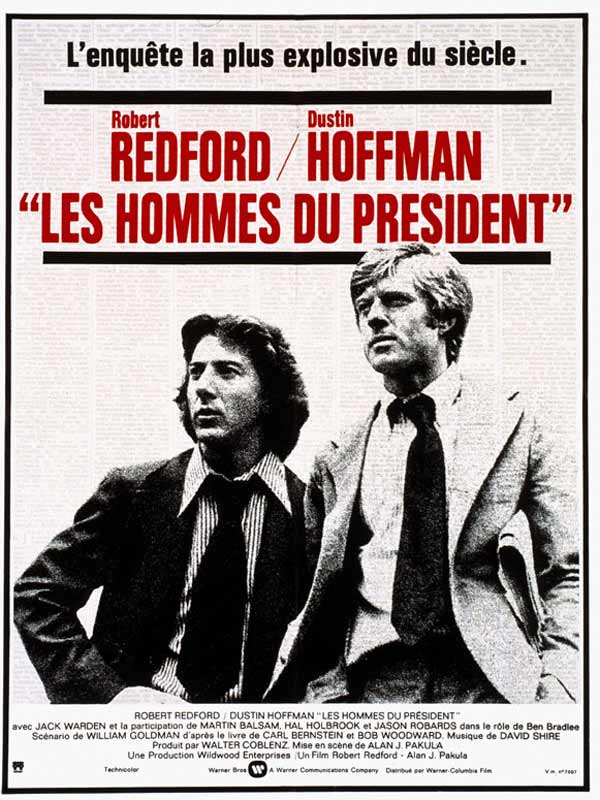 L'enquête la plus explosive du siècle.
Robert Dustin
REDFORD / HOFFMAN
“LES HOMMES DU PRESIDENT”
ROBERT REDFORD / DUSTIN HOFFMAN “LES HOMMES DU PRÉSIDENT”
avec JACK WARDEN et la participation de MARTIN BALSAM, HAL HOLBROOK et JASON ROBARDS dans le rôle de Ben Bradlee
Scénario de WILLIAM GOLDMAN d'après le livre de CARL BERNSTEIN et BOB WOODWARD. Musique de DAVID SHIRE
Produit par WALTER COBLENZ. Mise en scène de ALAN J. PAKULA
Une Production Wildwood Enterprises / Un Film Robert Redford - Alan J. Pakula
Technicolor Warner Bros A Warner Communications Company Distribué par Warner-Columbia Film